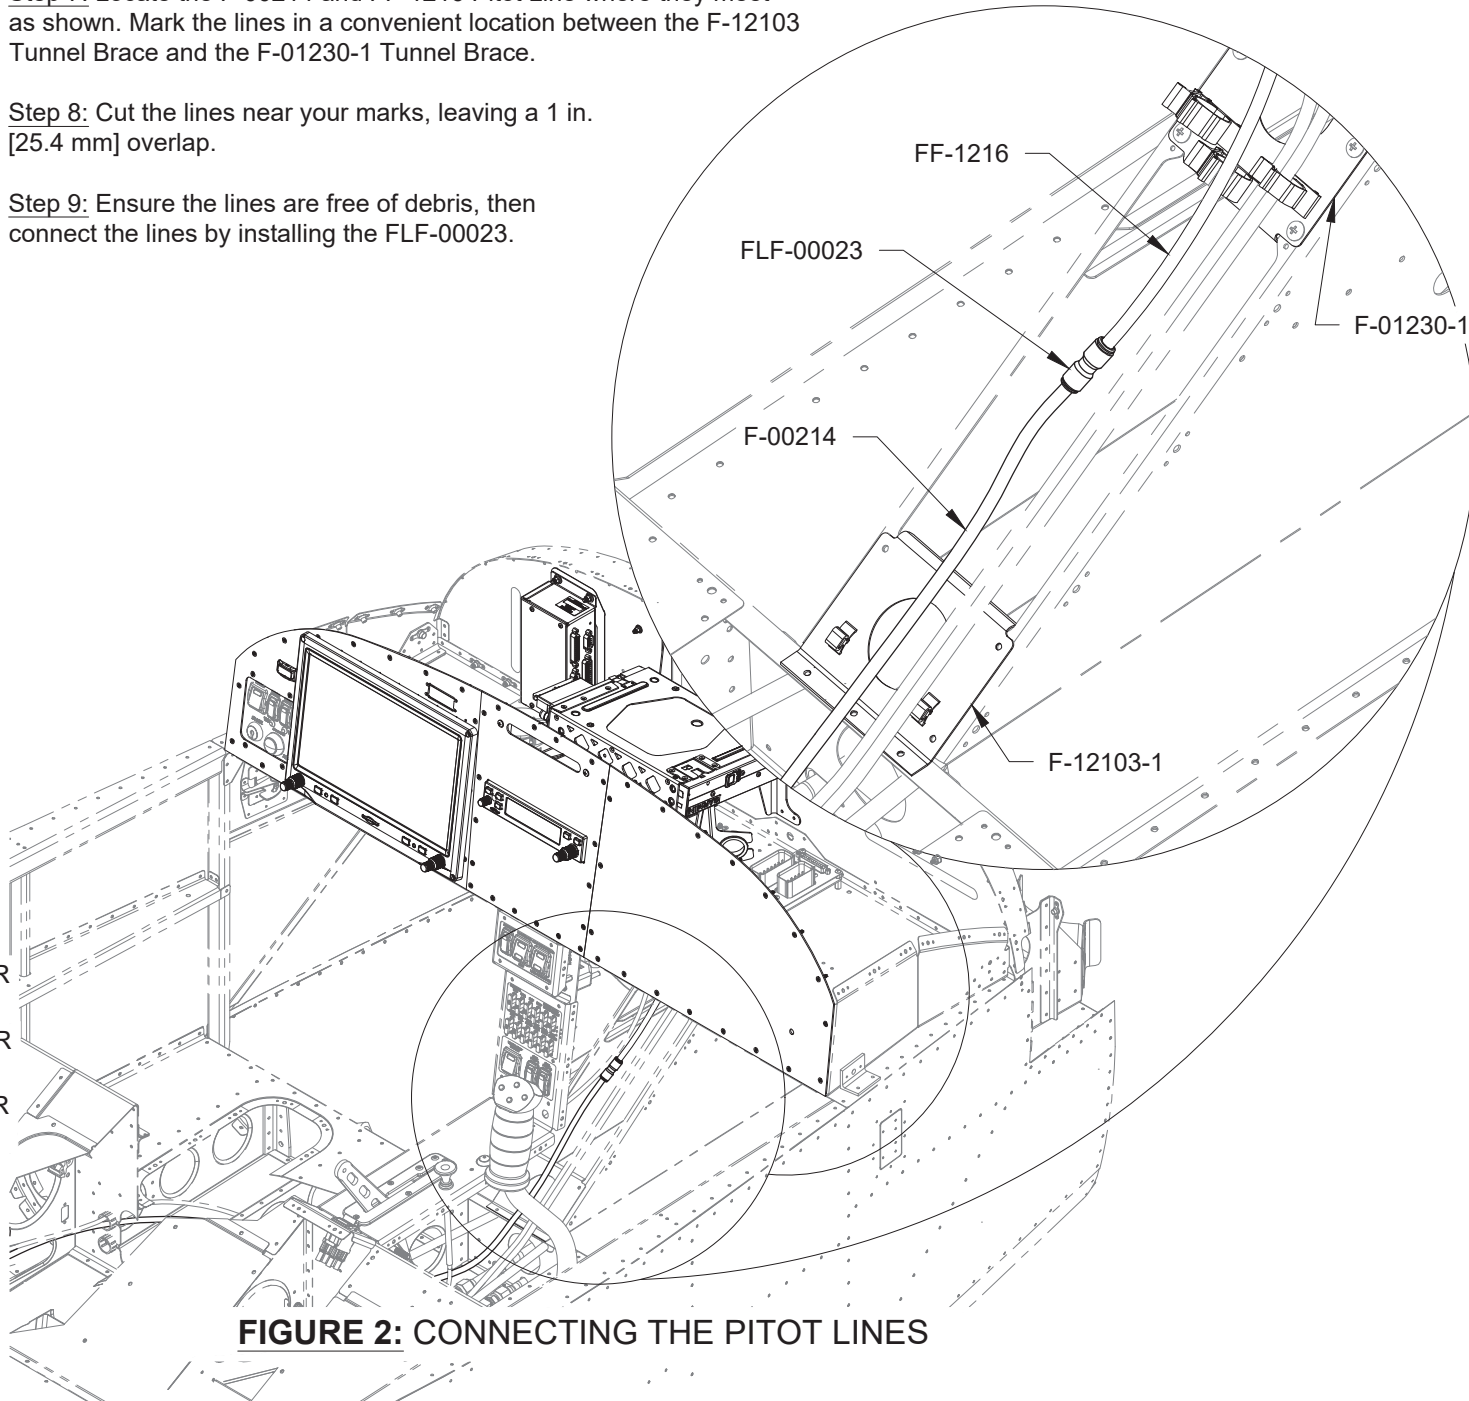 as shown. Mark the lines in a convenient location between the F-12103
Tunnel Brace and the F-01230-1 Tunnel Brace.
Step 8: Cut the lines near your marks, leaving a 1 in.
[25.4 mm] overlap.
Step 9: Ensure the lines are free of debris, then
connect the lines by installing the FLF-00023.
FF-1216
FLF-00023
F-01230-1
F-00214
F-12103-1
R
R
R
FIGURE 2: CONNECTING THE PITOT LINES